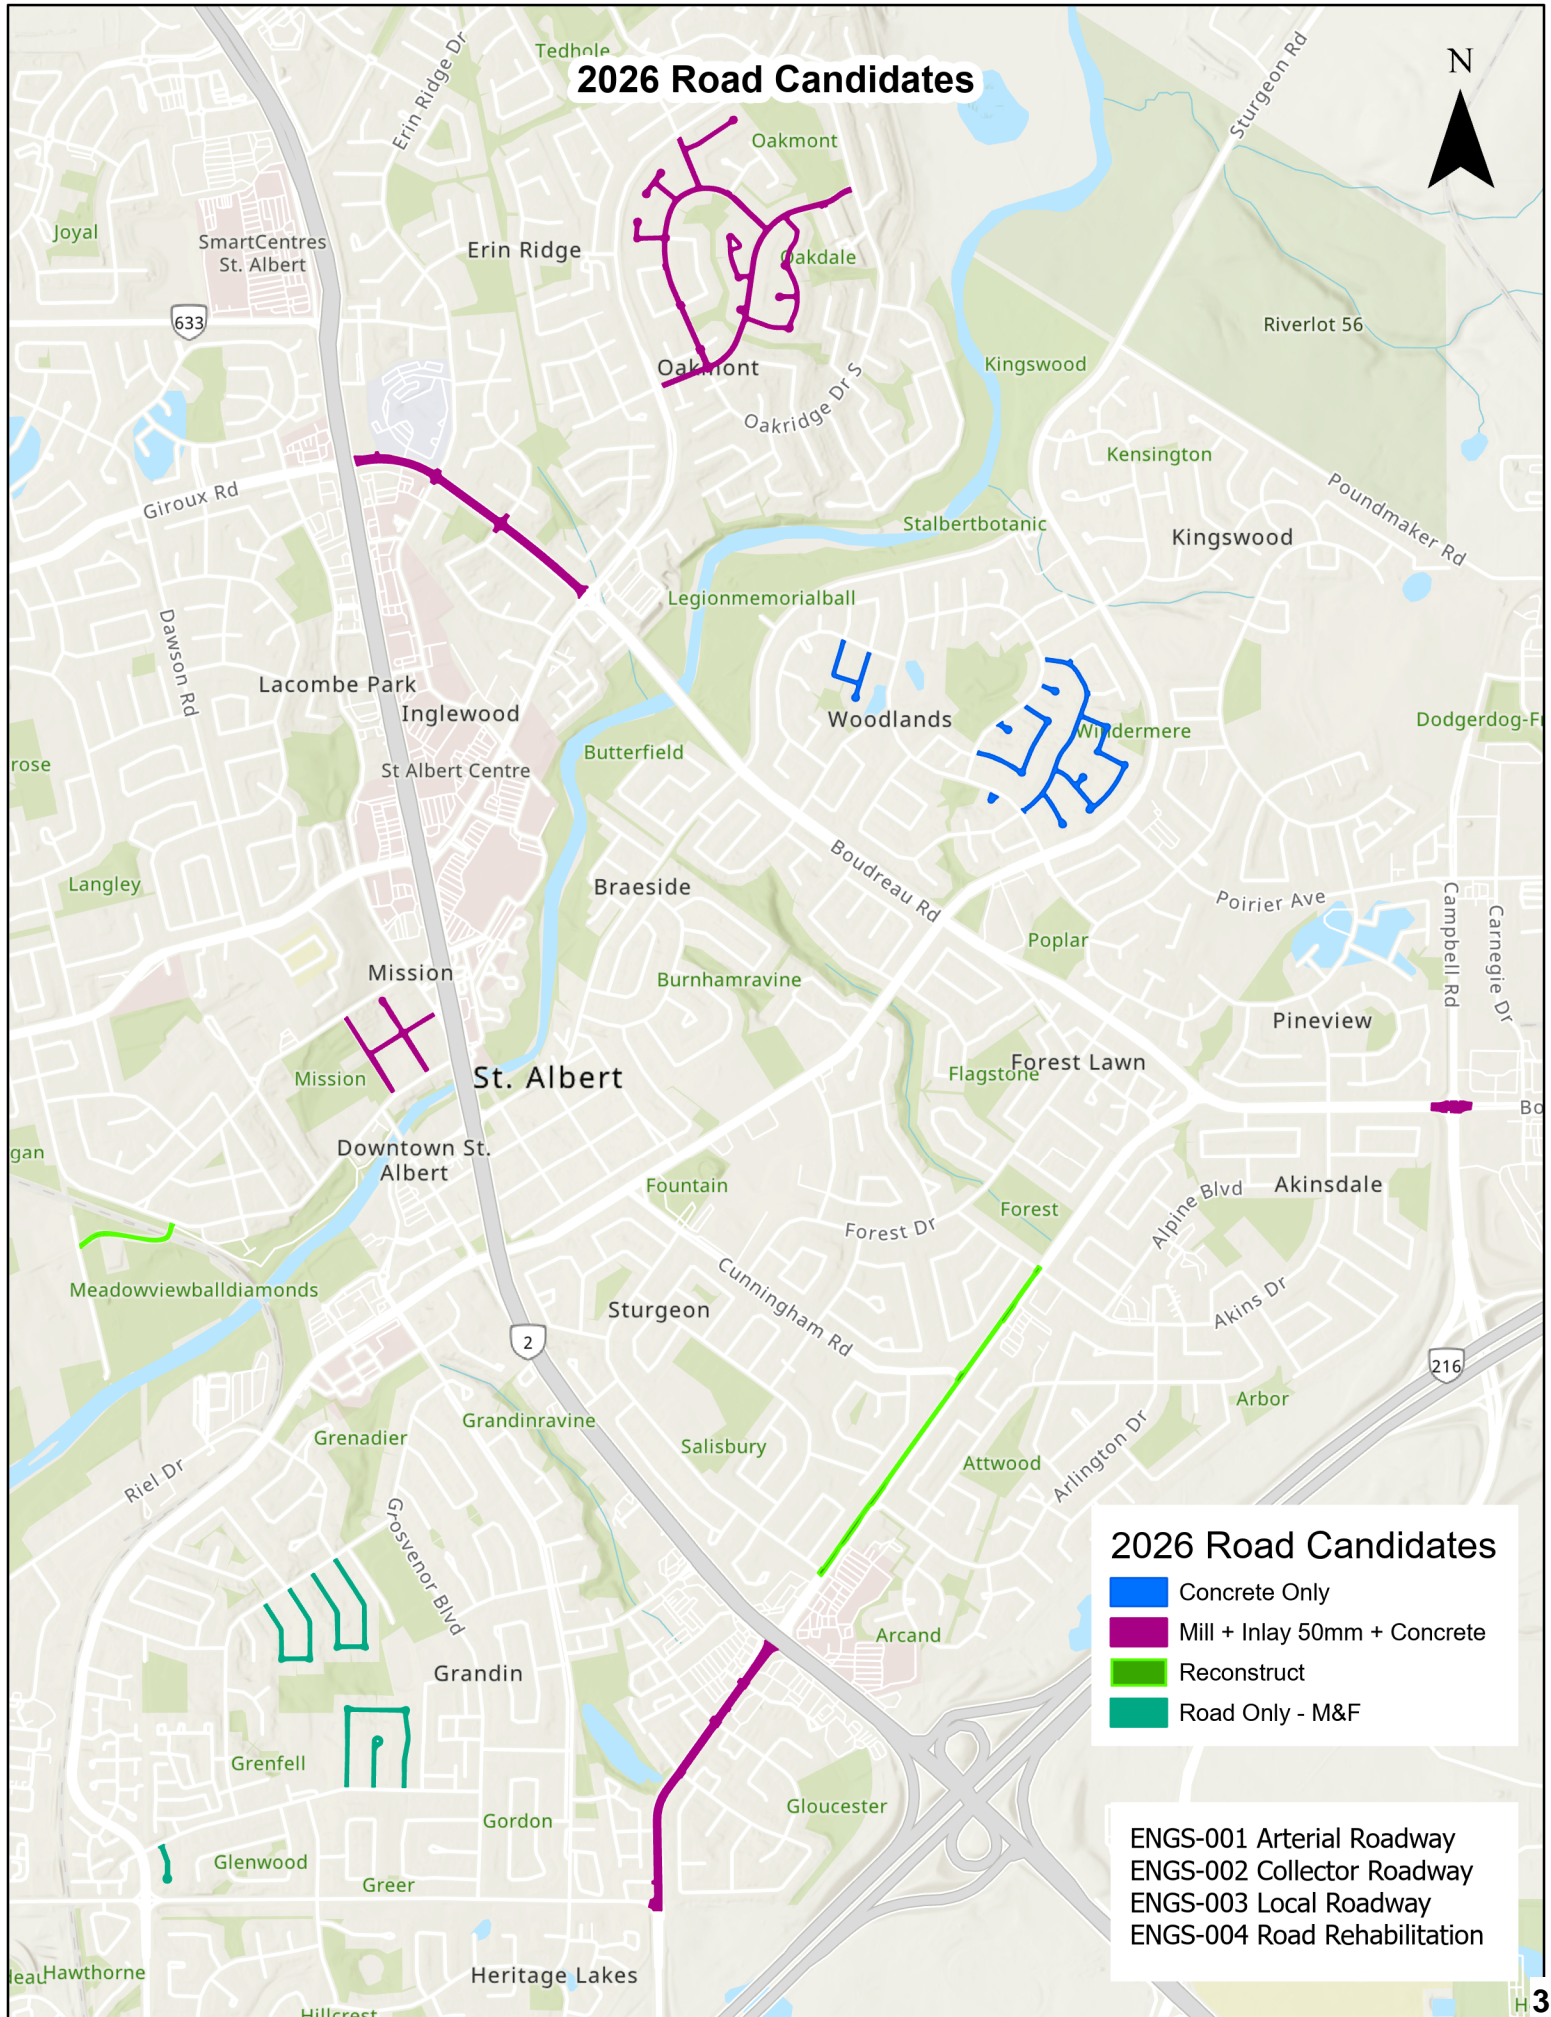 2026 Road Candidates
N
Tedhole
Erin Ridge Dr
Sturgeon Rd
Oakmont
Joyal
SmartCentres
St. Albert
Erin Ridge
Oakdale
633
Riverlot 56
Oakmont
Kingswood
Oakridge Dr S
Kensington
Giroux Rd
Poundmaker Rd
Stalbertbotanic
Kingswood
Legionmemorialball
Dawson Rd
Lacombe Park
Inglewood
Woodlands
Windermere
Dodgerdog-Fr
rose
Butterfield
St Albert Centre
Langley
Braeside
Boudreau Rd
Poirier Ave
Campbell Rd
Carnegie Dr
Poplar
Mission
Burnhamravine
Pineview
Mission
St. Albert
Flagstone
Forest Lawn
Bo
gan
Downtown St.
Albert
Fountain
Forest
Alpine Blvd
Akinsdale
Forest Dr
Meadowviewballdiamonds
Sturgeon
Cunningham Rd
Akins Dr
2
216
Arbor
Grenadier
Grandinravine
Salisbury
Attwood
Arlington Dr
Riel Dr
Grosvenor Blvd
Arcand
Grandin
Grenfell
Gordon
Gloucester
Glenwood
Greer
Hawthorne
Heritage Lakes
Hillcrest
2026 Road Candidates
Concrete Only
Mill + Inlay 50mm + Concrete
Reconstruct
Road Only - M&F
ENGS-001 Arterial Roadway
ENGS-002 Collector Roadway
ENGS-003 Local Roadway
ENGS-004 Road Rehabilitation
H
3